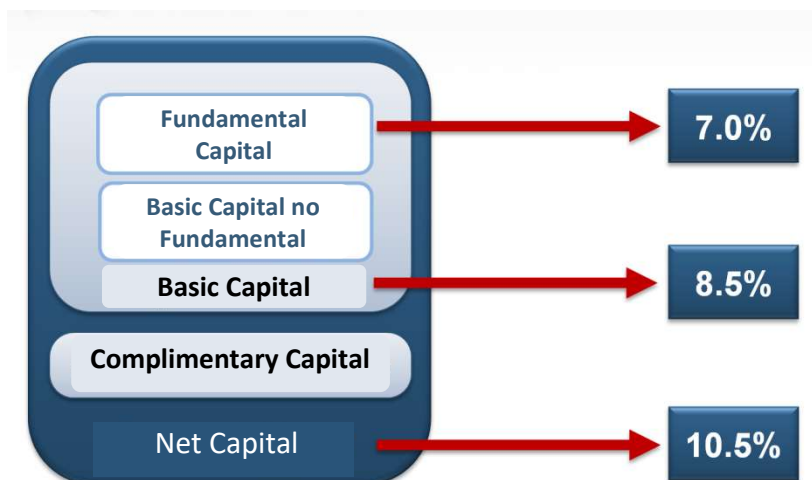 Fundamental
Capital
7.0%
Basic Capital no
Fundamental
Basic Capital
8.5%
Complimentary Capital
Net Capital
10.5%